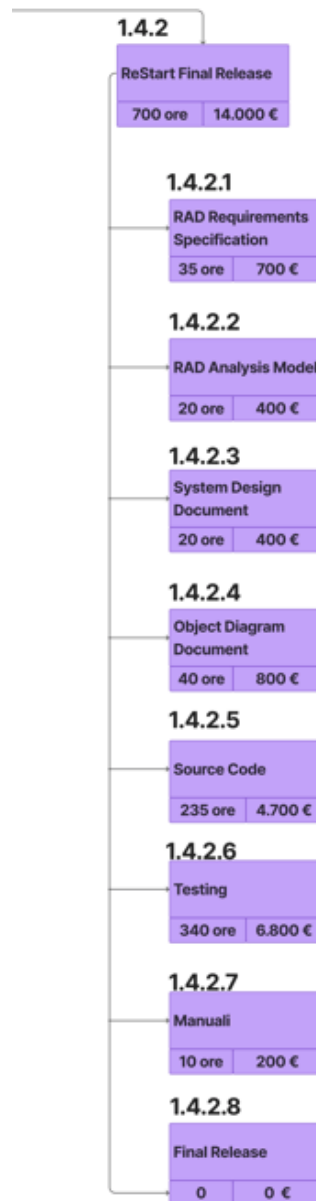 1.4.2
ReStart Final Release
700 ore 14.000 €
1.4.2.1
RAD Requirements
Specification
35 ore 700 €
1.4.2.2
RAD Analysis Model
20 ore 400 €
1.4.2.3
System Design
Document
20 ore 400 €
1.4.2.4
Object Diagram
Document
40 ore 800 €
1.4.2.5
Source Code
235 ore 4.700 €
1.4.2.6
Testing
340 ore 6.800 €
1.4.2.7
Manuali
10 ore 200 €
1.4.2.8
Final Release
0 0 €